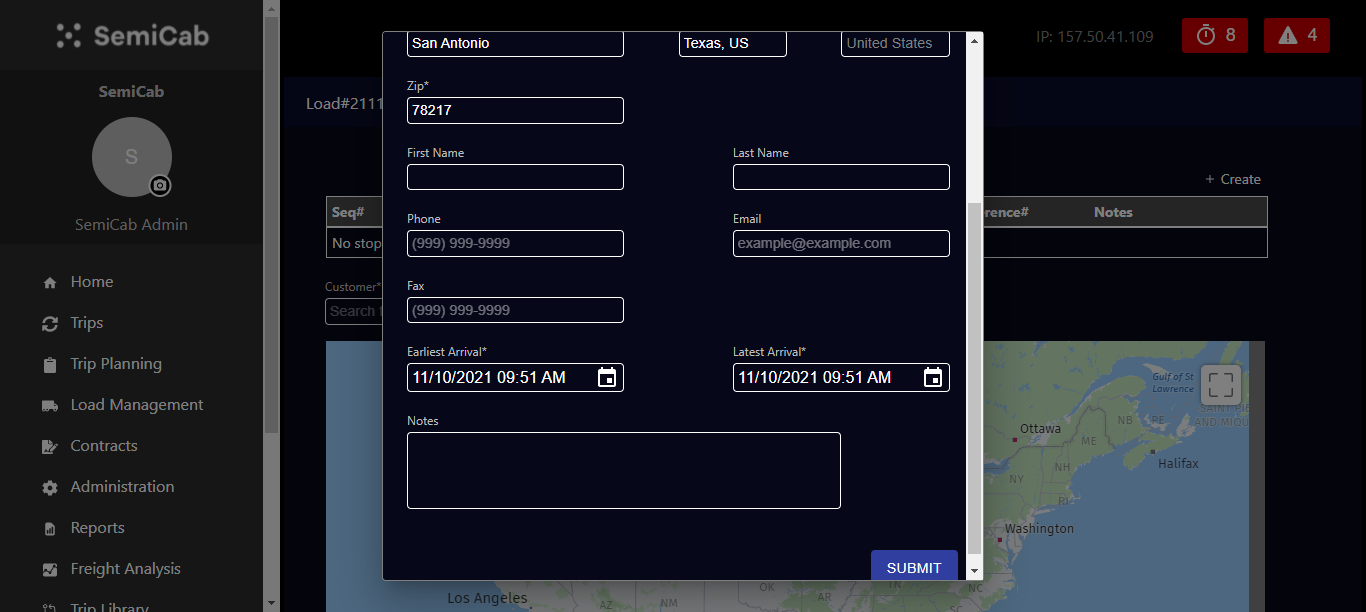 SemiCab
IP: 157.50.41.109
8
4
SemiCab
S
SemiCab Admin
Home
Trips
Trip Planning
Load Management
Contracts
Administration
Reports
Freight Analysis
Trip Library
Load#2111
+ Create
Seq#
rence#
Notes
No stop
Customer*
Search
San Antonio
Texas, US
United States
Zip*
78217
First Name
Last Name
Phone
Email
(999) 999-9999
example@example.com
Fax
(999) 999-9999
Earliest Arrival*
Latest Arrival*
11/10/2021 09:51 AM
11/10/2021 09:51 AM
Notes
SUBMIT
Gulf of St
Lawrence
SAINT-PIE
AND MIQU
NB
PE
Ottawa
ME
Halifax
NH
NY
RI
Washington
Los Angeles
AZ
NM
OK
AR
TN
NC
SC